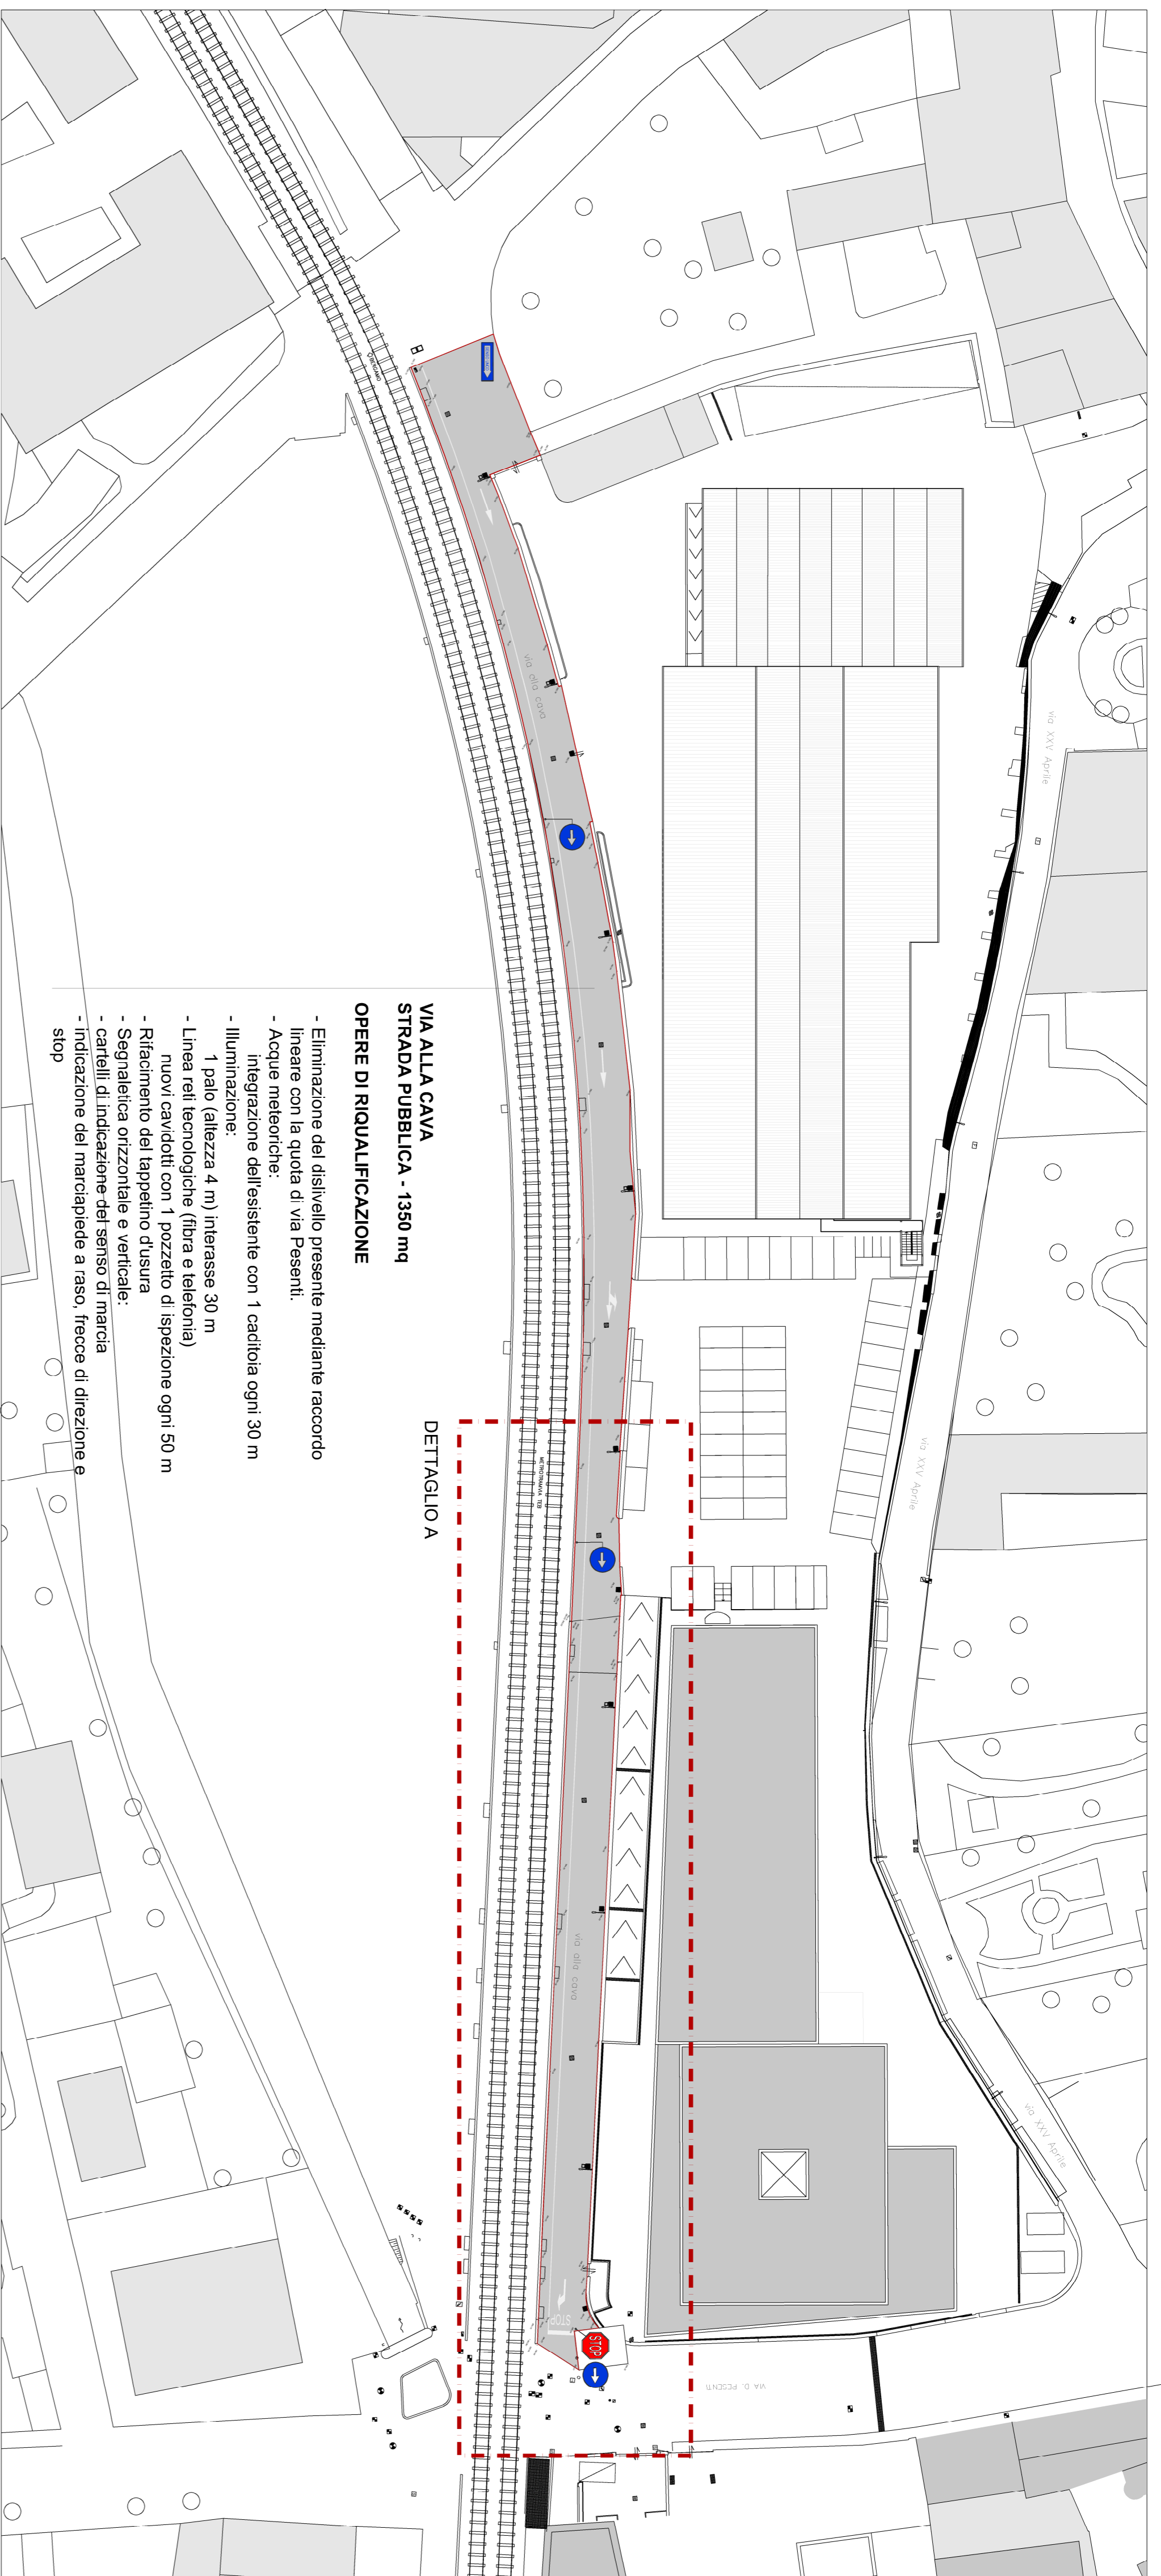 VIA ALLA CAVA
STRADA PUBBLICA - 1350 mq
OPERE DI RIQUALIFICAZIONE
- Eliminazione del dislivello presente mediante raccordo
lineare con la quota di via Pesenti.
- Acque meteoriche:
integrazione dell'esistente con 1 caditoia ogni 30 m
- Illuminazione:
1 palo (altezza 4 m) interasse 30 m
- Linea reti tecnologiche (fibra e telefonia)
nuovi cavidotti con 1 pozzetto di ispezione ogni 50 m
- Rifacimento del tappetino d'usura
- Segnaletica orizzontale e verticale:
- cartelli di indicazione del senso di marcia
- indicazione del marciapiede a raso, frecce di direzione e
stop
DETTAGLIO A
via alla cava
via alla cava
via XXV Aprile
via XXV Aprile
via XXV Aprile
VIA D. PESENTI
METROTRAMVIA TEB
STOP
STOP